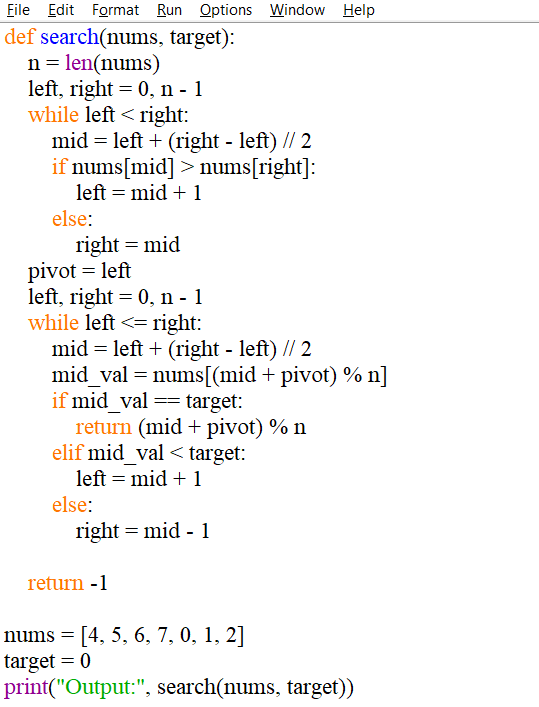 File Edit Format Run Options Window Help
def search(nums, target):
    n = len(nums)
    left, right = 0, n - 1
    while left < right:
        mid = left + (right - left) // 2
        if nums[mid] > nums[right]:
            left = mid + 1
        else:
            right = mid
    pivot = left
    left, right = 0, n - 1
    while left <= right:
        mid = left + (right - left) // 2
        mid_val = nums[(mid + pivot) % n]
        if mid_val == target:
            return (mid + pivot) % n
        elif mid_val < target:
            left = mid + 1
        else:
            right = mid - 1

    return -1

nums = [4, 5, 6, 7, 0, 1, 2]
target = 0
print("Output:", search(nums, target))